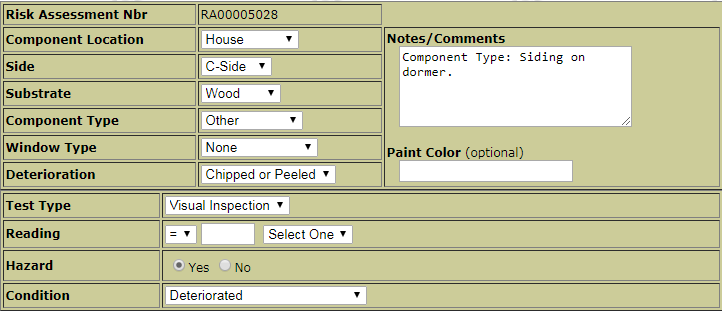 Risk Assessment Nbr RA00005028
Component Location House
Side C-Side
Substrate Wood
Component Type Other
Window Type None
Deterioration Chipped or Peeled
Notes/Comments
Component Type: Siding on
dormer.
Paint Color (optional)
Test Type Visual Inspection
Reading = Select One
Hazard Yes No
Condition Deteriorated